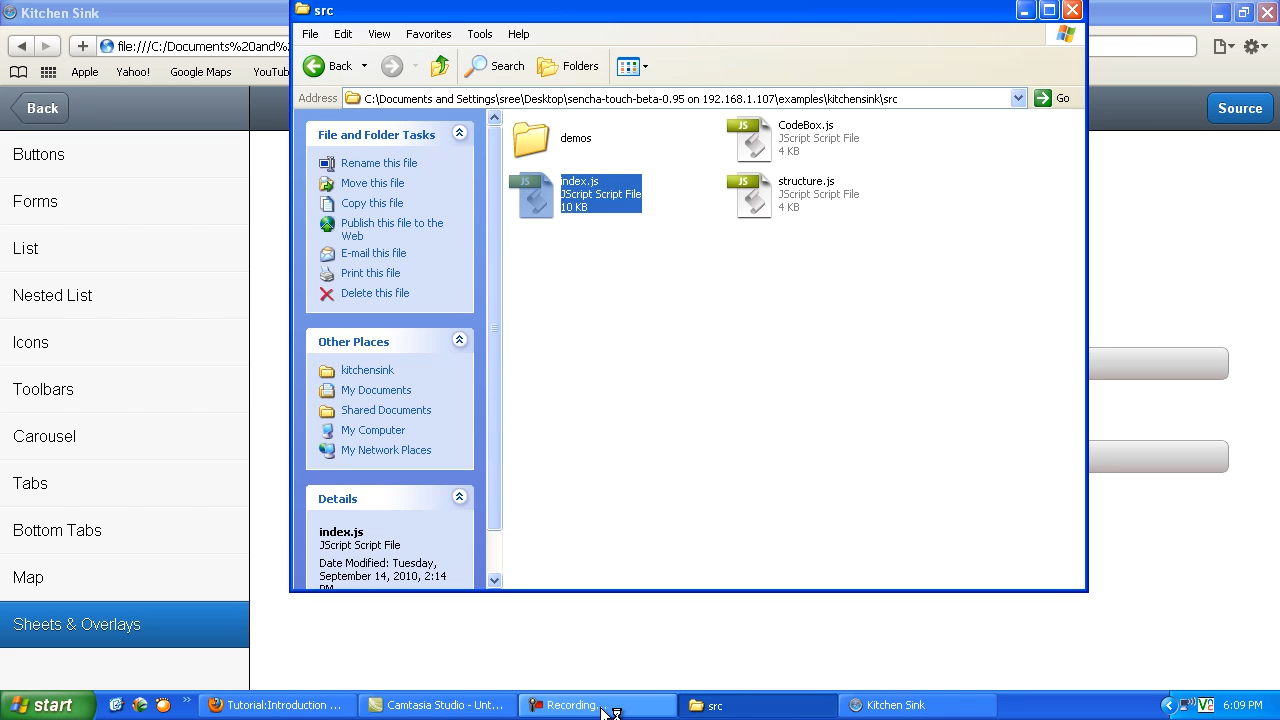 Kitchen Sink
src
File Edit View Favorites Tools Help
file:///C:/Documents%20and%2
Back
Search
Folders
Apple
Yahoo!
Google Maps
Address
C:\Documents and Settings\sree\Desktop\sencha-touch-beta-0.95 on 192.168.1.107\examples\kitchensink\src
Go
Back
Source
Buttons
Forms
List
Nested List
Icons
Toolbars
Carousel
Tabs
Bottom Tabs
Map
Sheets & Overlays
File and Folder Tasks
Rename this file
Move this file
Copy this file
Publish this file to the
Web
E-mail this file
Print this file
Delete this file
Other Places
kitchensink
My Documents
Shared Documents
My Computer
My Network Places
Details
index.js
JScript Script File
Date Modified: Tuesday,
September 14, 2010, 2:14
PM
demos
JS
CodeBox.js
JScript Script File
4 KB
JS
index.js
JScript Script File
10 KB
JS
structure.js
JScript Script File
4 KB
start
Tutorial:Introduction ...
Camtasia Studio - Unt...
Recording...
src
Kitchen Sink
6:09 PM